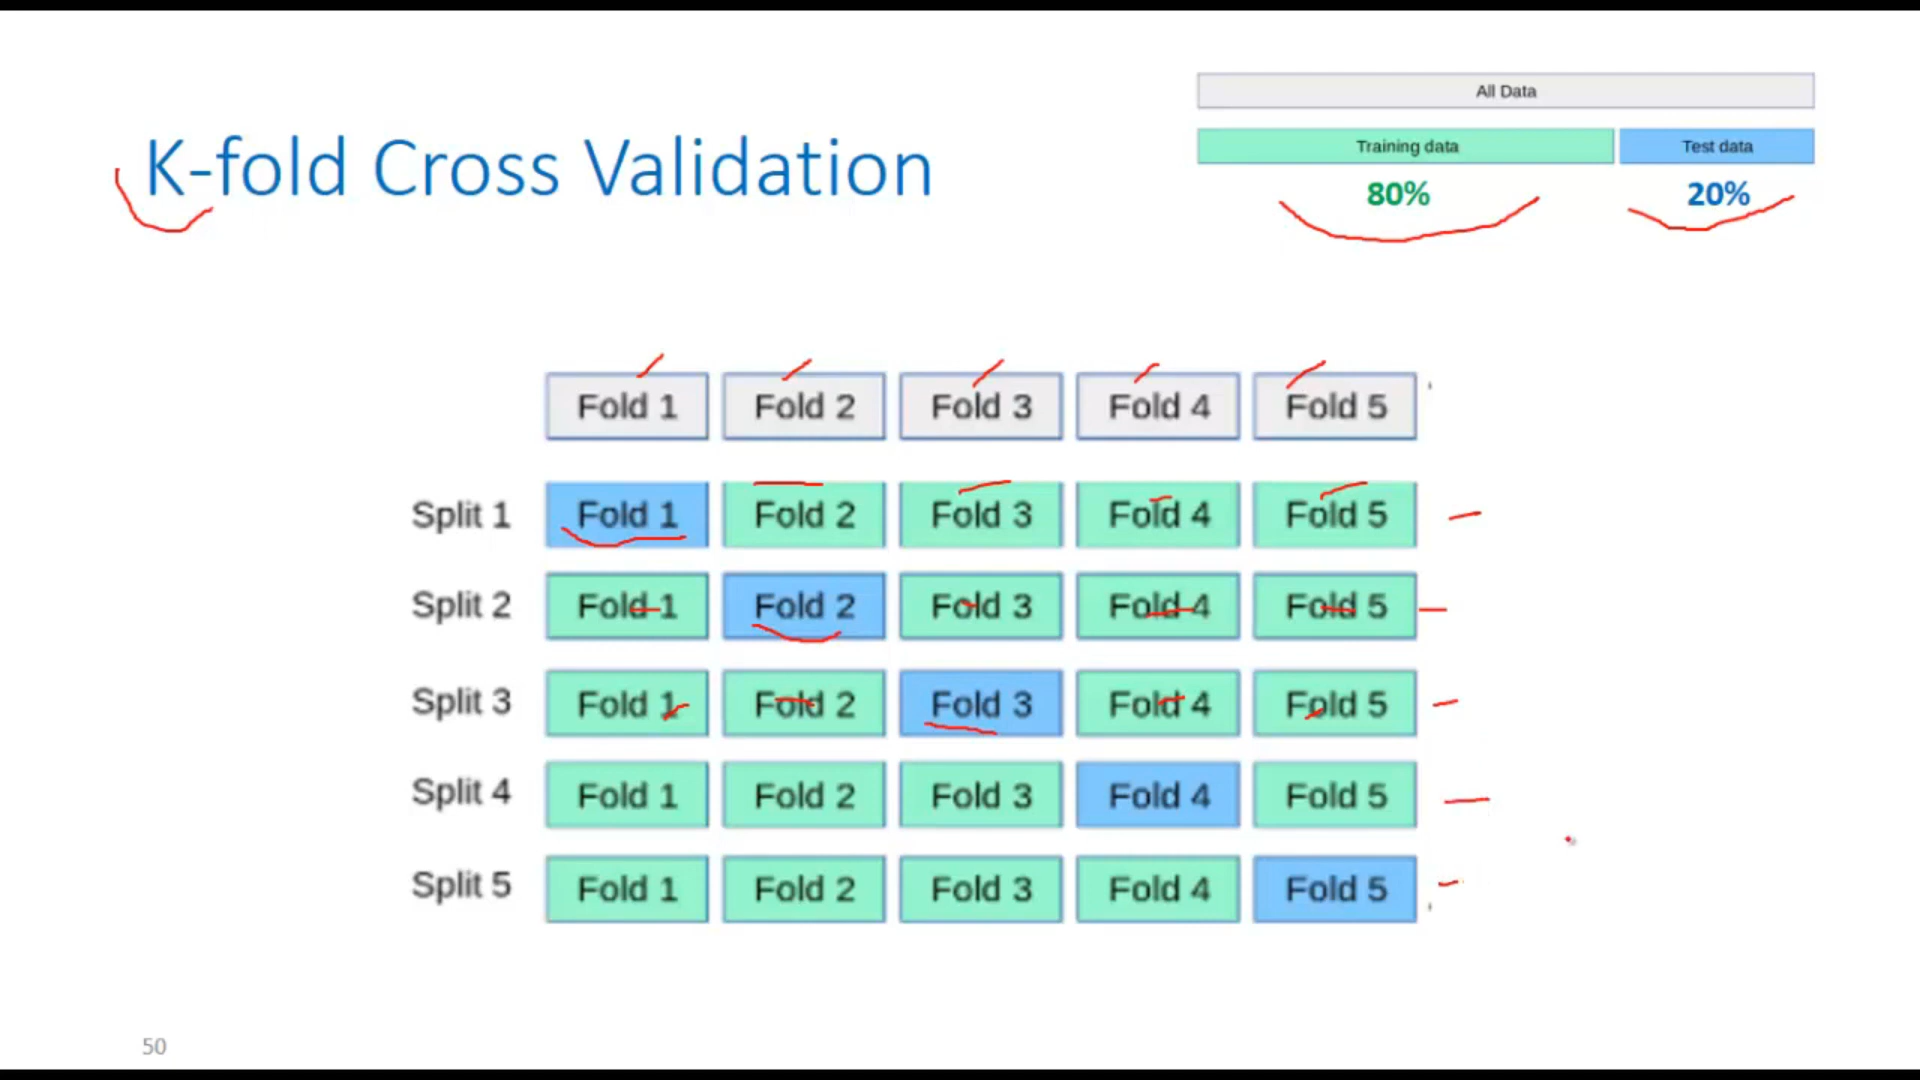 All Data
Training data Test data
80% 20%
K-fold Cross Validation
Fold 1 Fold 2 Fold 3 Fold 4 Fold 5
Split 1 Fold 1 Fold 2 Fold 3 Fold 4 Fold 5
Split 2 Fold 1 Fold 2 Fold 3 Fold 4 Fold 5
Split 3 Fold 1 Fold 2 Fold 3 Fold 4 Fold 5
Split 4 Fold 1 Fold 2 Fold 3 Fold 4 Fold 5
Split 5 Fold 1 Fold 2 Fold 3 Fold 4 Fold 5
50